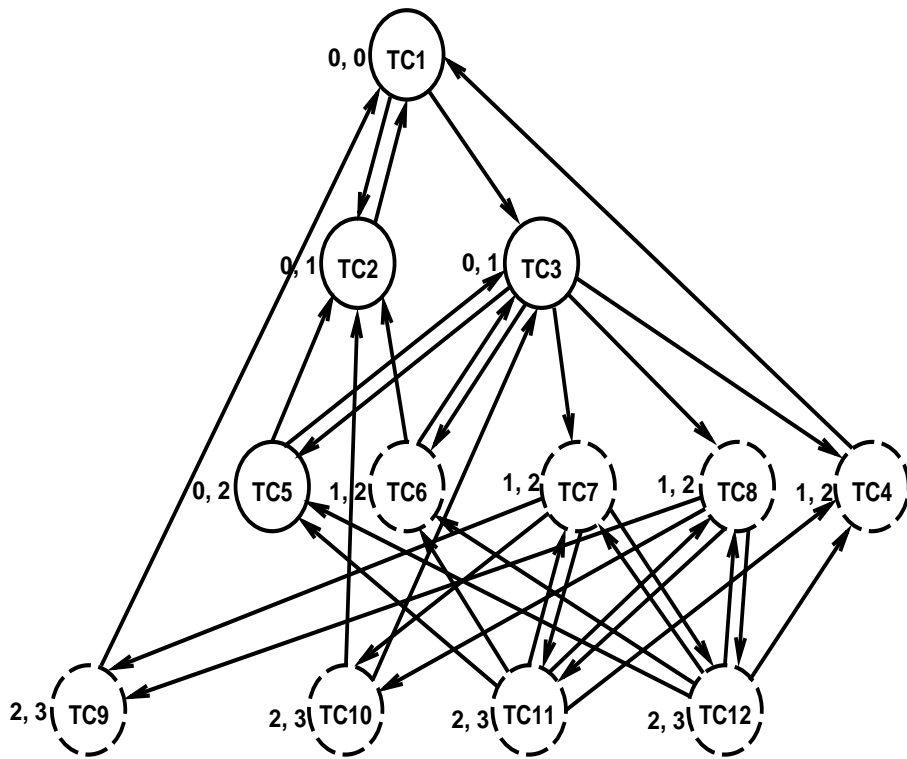 0, 0 TC1
0, 1 TC2
0, 1 TC3
0, 2 TC5
1, 2 TC6
1, 2 TC7
1, 2 TC8
1, 2 TC4
2, 3 TC9
2, 3 TC10
2, 3 TC11
2, 3 TC12